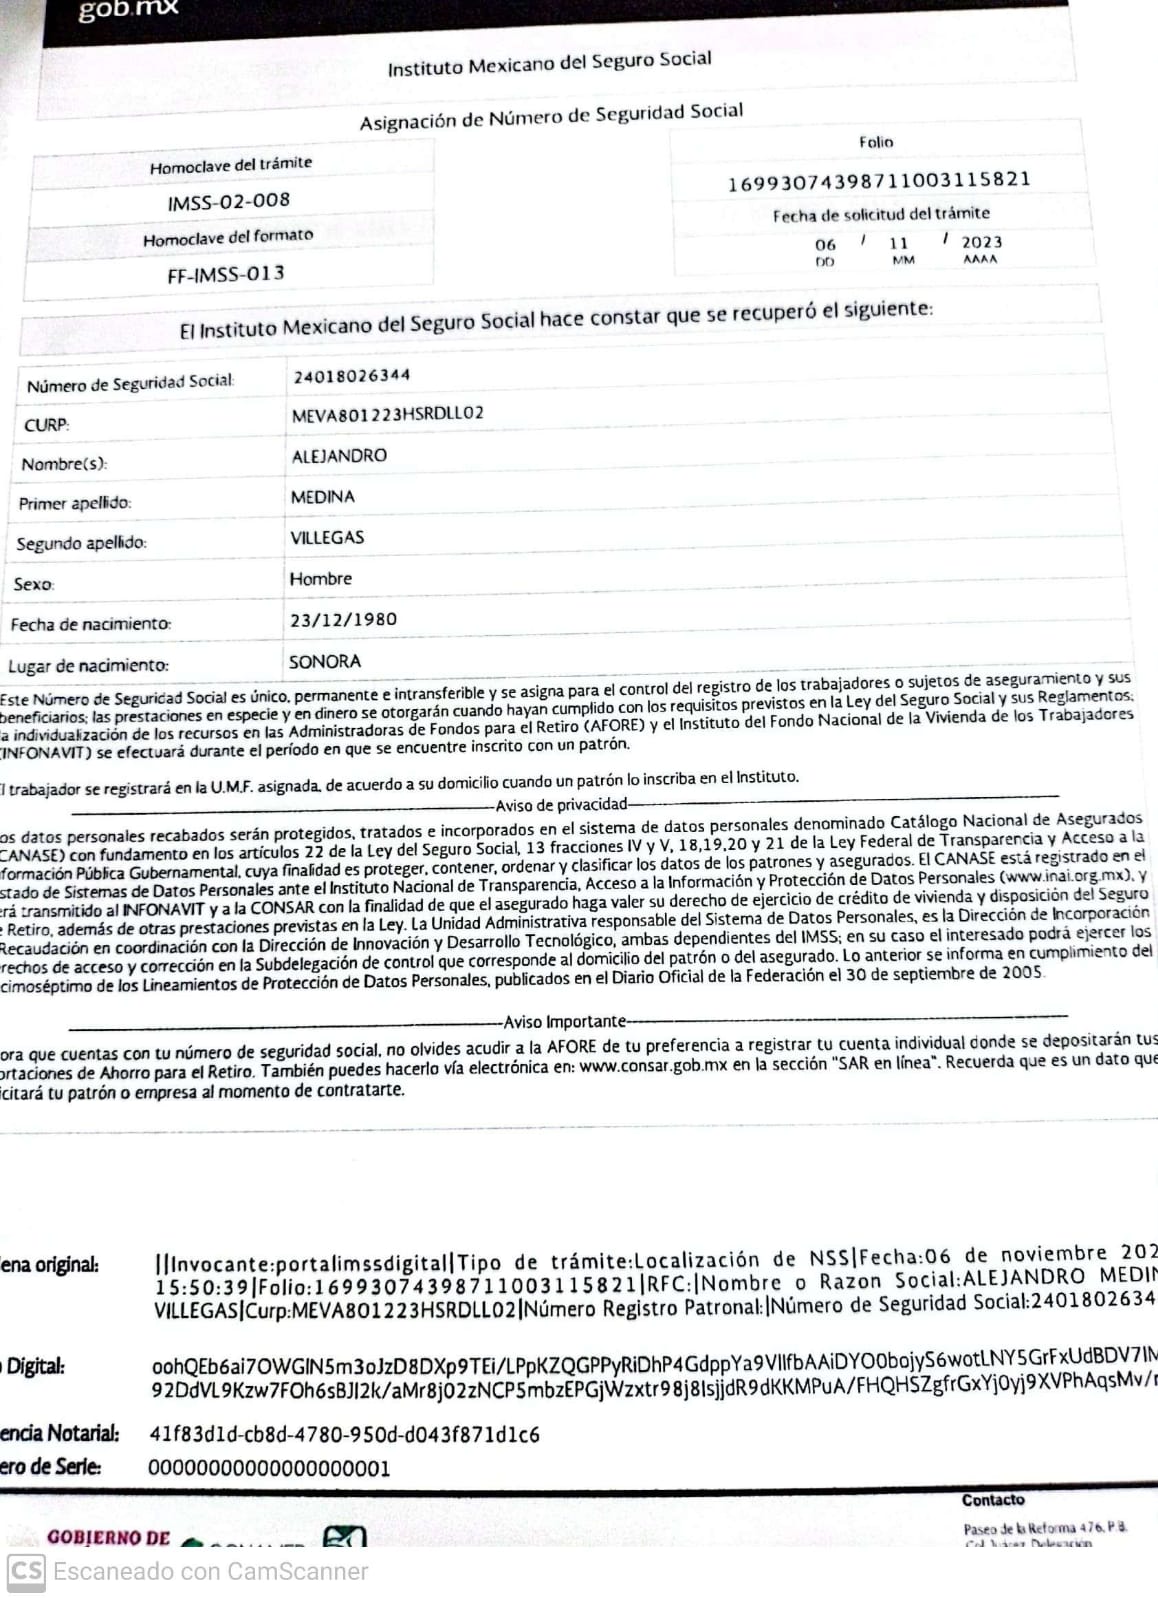 gob.mx
Instituto Mexicano del Seguro Social
Asignación de Número de Seguridad Social
Homoclave del trámite
IMSS-02-008
Homoclave del formato
FF-IMSS-013
Folio
16993074398711003115821
Fecha de solicitud del trámite
06 / 11 / 2023
DD MM AAAA
El Instituto Mexicano del Seguro Social hace constar que se recuperó el siguiente:
Número de Seguridad Social: 24018026344
CURP: MEVA801223HSRDLL02
Nombre(s): ALEJANDRO
Primer apellido: MEDINA
Segundo apellido: VILLEGAS
Sexo: Hombre
Fecha de nacimiento: 23/12/1980
Lugar de nacimiento: SONORA
Este Número de Seguridad Social es único, permanente e intransferible y se asigna para el control del registro de los trabajadores o sujetos de aseguramiento y sus
beneficiarios; las prestaciones en especie y en dinero se otorgarán cuando hayan cumplido con los requisitos previstos en la Ley del Seguro Social y sus Reglamentos;
a individualización de los recursos en las Administradoras de Fondos para el Retiro (AFORE) y el Instituto del Fondo Nacional de la Vivienda de los Trabajadores
(INFONAVIT) se efectuará durante el período en que se encuentre inscrito con un patrón.
l trabajador se registrará en la U.M.F. asignada, de acuerdo a su domicilio cuando un patrón lo inscriba en el Instituto.
Aviso de privacidad
os datos personales recabados serán protegidos, tratados e incorporados en el sistema de datos personales denominado Catálogo Nacional de Asegurados
CANASE) con fundamento en los artículos 22 de la Ley del Seguro Social, 13 fracciones IV y V, 18,19,20 y 21 de la Ley Federal de Transparencia y Acceso a la
formación Pública Gubernamental, cuya finalidad es proteger, contener, ordenar y clasificar los datos de los patrones y asegurados. El CANASE está registrado en el
stado de Sistemas de Datos Personales ante el Instituto Nacional de Transparencia, Acceso a la Información y Protección de Datos Personales (www.inai.org.mx), y
erá transmitido al INFONAVIT y a la CONSAR con la finalidad de que el asegurado haga valer su derecho de ejercicio de crédito de vivienda y disposición del Seguro
e Retiro, además de otras prestaciones previstas en la Ley. La Unidad Administrativa responsable del Sistema de Datos Personales, es la Dirección de Incorporación
Recaudación en coordinación con la Dirección de Innovación y Desarrollo Tecnológico, ambas dependientes del IMSS; en su caso el interesado podrá ejercer los
rechos de acceso y corrección en la Subdelegación de control que corresponde al domicilio del patrón o del asegurado. Lo anterior se informa en cumplimiento del
cimoséptimo de los Lineamientos de Protección de Datos Personales, publicados en el Diario Oficial de la Federación el 30 de septiembre de 2005.
Aviso Importante
ora que cuentas con tu número de seguridad social, no olvides acudir a la AFORE de tu preferencia a registrar tu cuenta individual donde se depositarán tus
ortaciones de Ahorro para el Retiro. También puedes hacerlo vía electrónica en: www.consar.gob.mx en la sección "SAR en línea". Recuerda que es un dato que
icitará tu patrón o empresa al momento de contratarte.
ena original: ||Invocante:portalimssdigital|Tipo de trámite:Localización de NSS|Fecha:06 de noviembre 202
15:50:39|Folio:16993074398711003115821|RFC:|Nombre o Razon Social:ALEJANDRO MEDIN
VILLEGAS|Curp:MEVA801223HSRDLL02|Número Registro Patronal:|Número de Seguridad Social:2401802634
Digital: oohQEb6ai7OWGlN5m3oJzD8DXp9TEi/LPpKZQGPPyRiDhP4GdppYa9VIIfbAAiDYO0bojyS6wotLNY5GrFxUdBDV7IM
92DdVL9Kzw7FOh6sBJI2k/aMr8j02zNCP5mbzEPGjWzxtr98j8IsjjdR9dKKMPuA/FHQHSZgfrGxYj0yj9XVPhAqsMv/r
encia Notarial: 41f83d1d-cb8d-4780-950d-d043f871d1c6
ero de Serie: 00000000000000000001
GOBIERNO DE
Contacto
Paseo de la Reforma 476, P.B.
Col. Juárez, Delegación
CS Escaneado con CamScanner